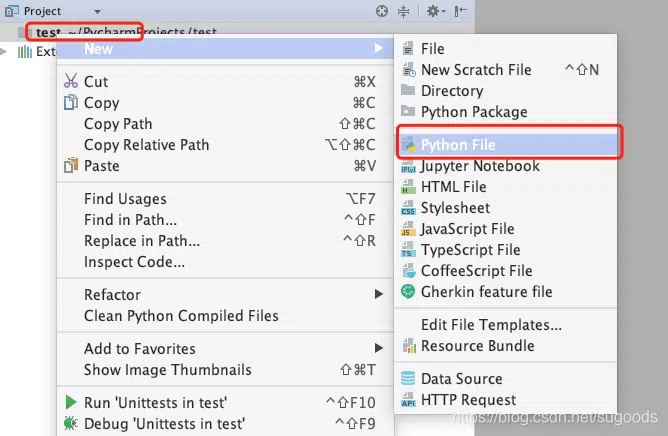 Project
test ~/PycharmProjects/test
Exte
New
Cut ⌘X
Copy ⌘C
Copy Path ⇧⌘C
Copy Relative Path ⌥⇧⌘C
Paste ⌘V
Find Usages ⌥F7
Find in Path... ^⇧F
Replace in Path... ^⇧R
Inspect Code...
Refactor
Clean Python Compiled Files
Add to Favorites
Show Image Thumbnails ⇧⌘T
Run 'Unittests in test' ^⇧F10
Debug 'Unittests in test' ^⇧F9
File
New Scratch File ^⇧N
Directory
Python Package
Python File
Jupyter Notebook
HTML File
Stylesheet
JavaScript File
TypeScript File
CoffeeScript File
Gherkin feature file
Edit File Templates...
Resource Bundle
Data Source
HTTP Request
https://blog.csdn.net/sugoods